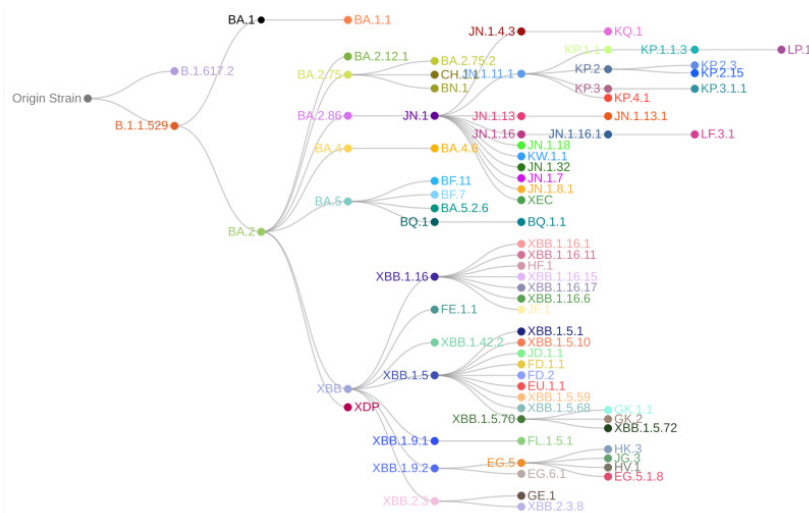 BA.1
BA.1.1
JN.1.4.3
KQ.1
BA.2.12.1
KP.1.1
KP.1.1.3
LP.1
B.1.617.2
BA.2.75
BA.2.75.2
JN.1.11.1
KP.2
KP.2.3
KP.2.15
CH.1.1
BN.1
KP.3
KP.3.1.1
KP.4.1
Origin Strain
B.1.1.529
BA.2.86
JN.1
JN.1.13
JN.1.13.1
JN.1.16
JN.1.16.1
LF.3.1
BA.4
BA.4.6
JN.1.18
KW.1.1
JN.1.32
JN.1.7
JN.1.8.1
XEC
BA.5
BF.11
BF.7
BA.5.2.6
BQ.1
BQ.1.1
BA.2
XBB.1.16
XBB.1.16.1
XBB.1.16.11
HF.1
XBB.1.16.15
XBB.1.16.17
XBB.1.16.6
JF.1
FE.1.1
XBB.1.42.2
XBB.1.5
XBB.1.5.1
XBB.1.5.10
JD.1.1
FD.1.1
FD.2
EU.1.1
XBB.1.5.59
XBB.1.5.68
XBB
XDP
XBB.1.5.70
GK.1.1
GK.2
XBB.1.5.72
XBB.1.9.1
FL.1.5.1
XBB.1.9.2
EG.5
HK.3
JG.3
HV.1
EG.5.1.8
EG.6.1
XBB.2.3
GE.1
XBB.2.3.8